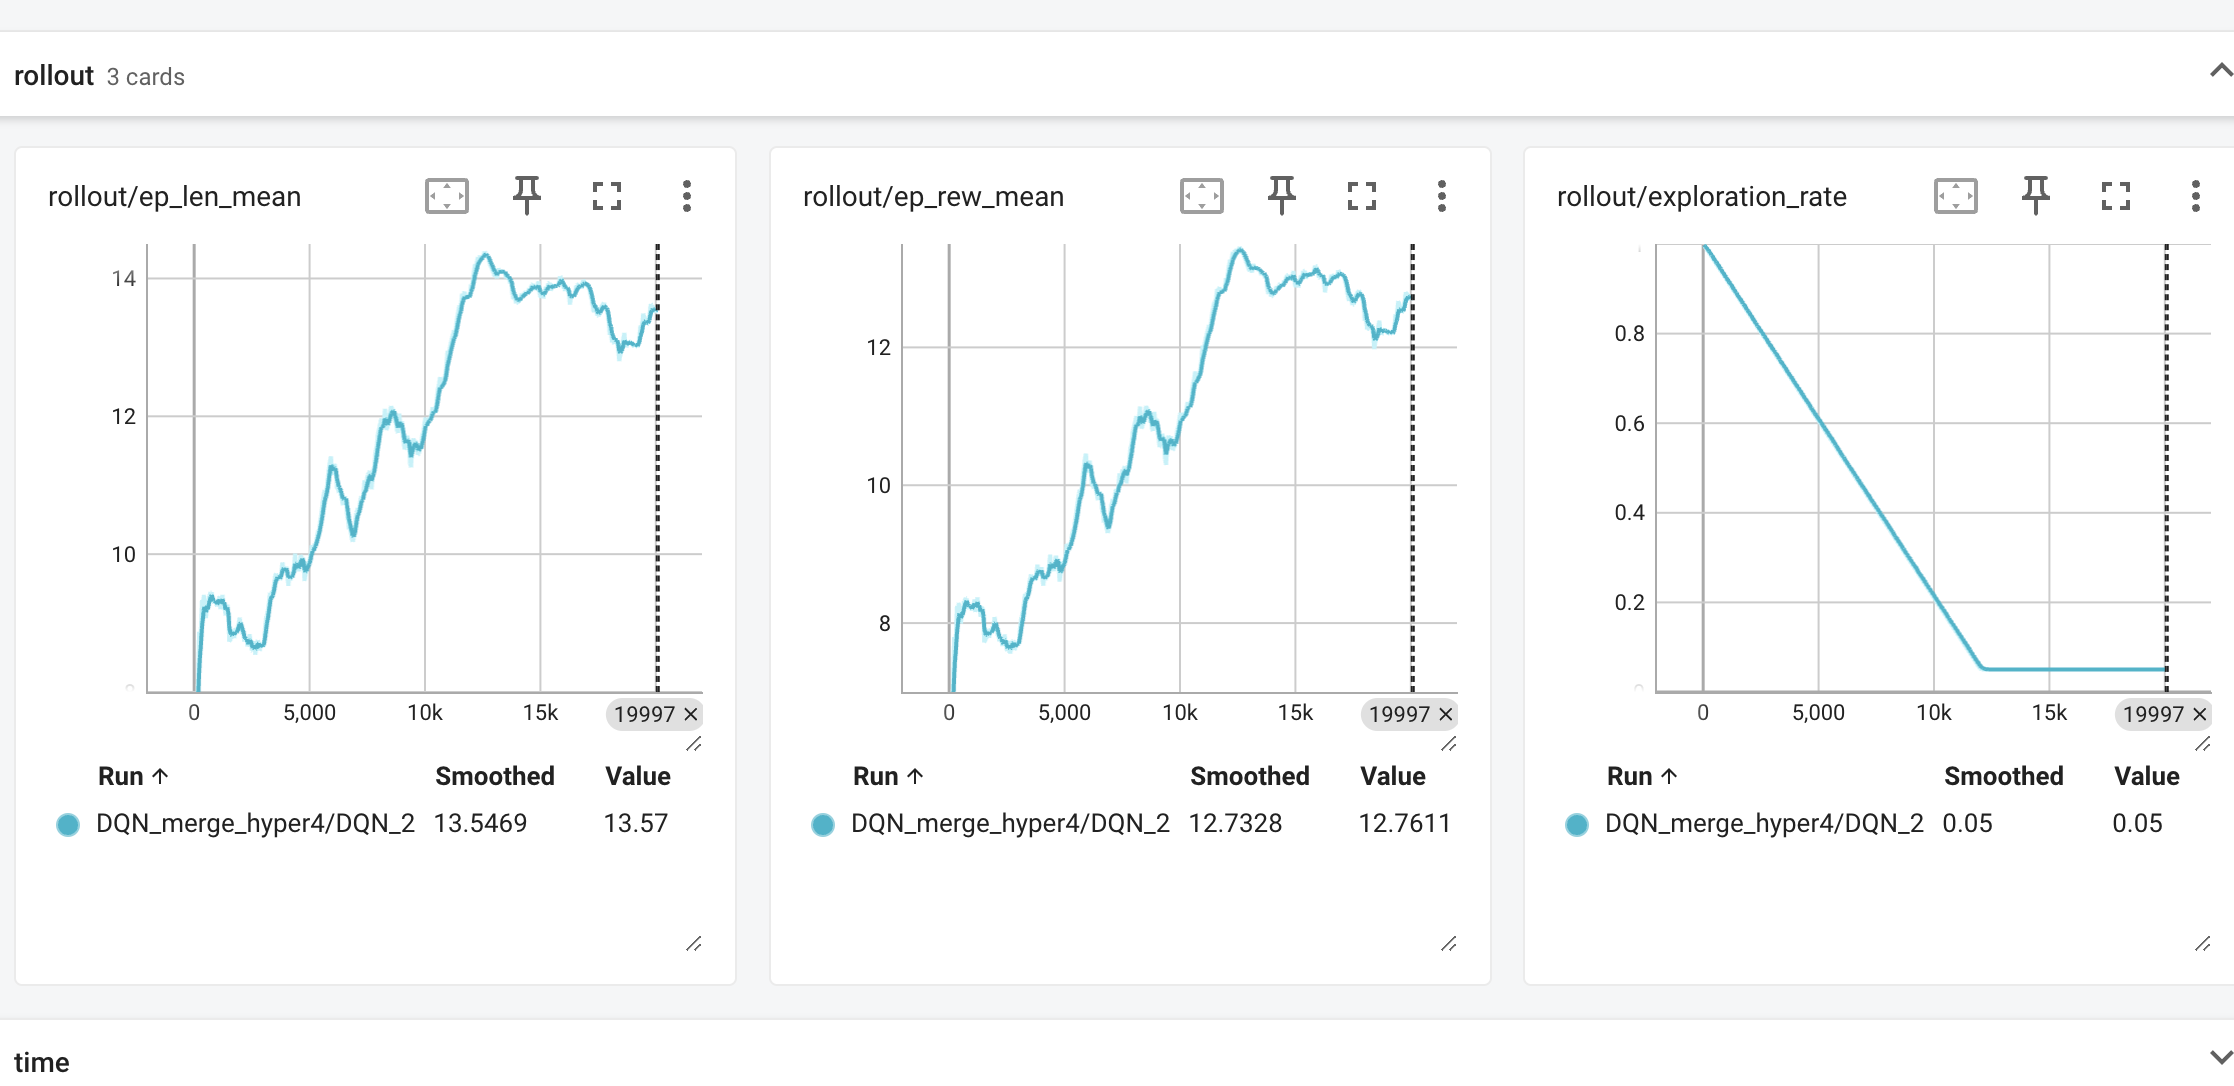 rollout 3 cards
rollout/ep_len_mean
14
12
10
0 5,000 10k 15k 19997 ×
Run ↑ Smoothed Value
DQN_merge_hyper4/DQN_2 13.5469 13.57
rollout/ep_rew_mean
12
10
8
0 5,000 10k 15k 19997 ×
Run ↑ Smoothed Value
DQN_merge_hyper4/DQN_2 12.7328 12.7611
rollout/exploration_rate
0.8
0.6
0.4
0.2
0 5,000 10k 15k 19997 ×
Run ↑ Smoothed Value
DQN_merge_hyper4/DQN_2 0.05 0.05
time